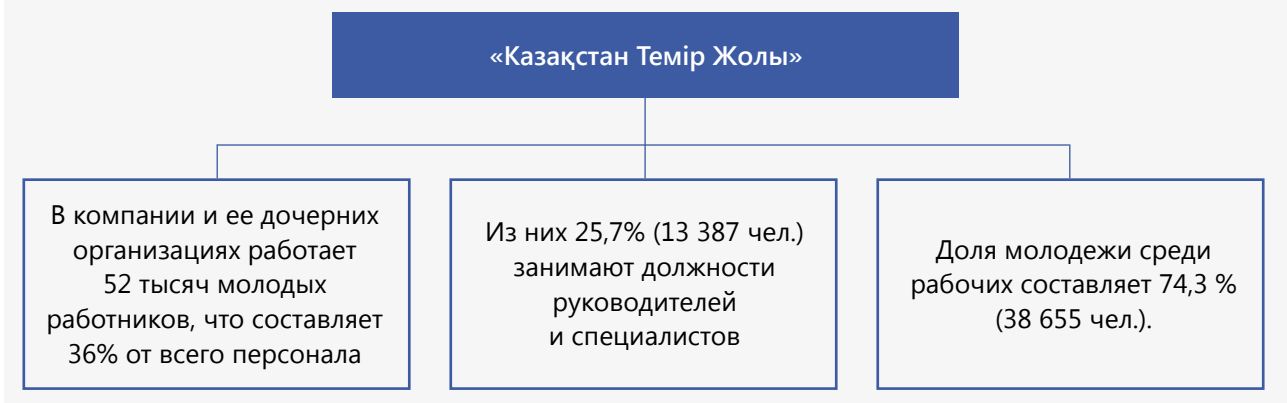 «Казақстан Темір Жолы»
В компании и ее дочерних
организациях работает
52 тысяч молодых
работников, что составляет
36% от всего персонала
Из них 25,7% (13 387 чел.)
занимают должности
руководителей
и специалистов
Доля молодежи среди
рабочих составляет 74,3 %
(38 655 чел.).